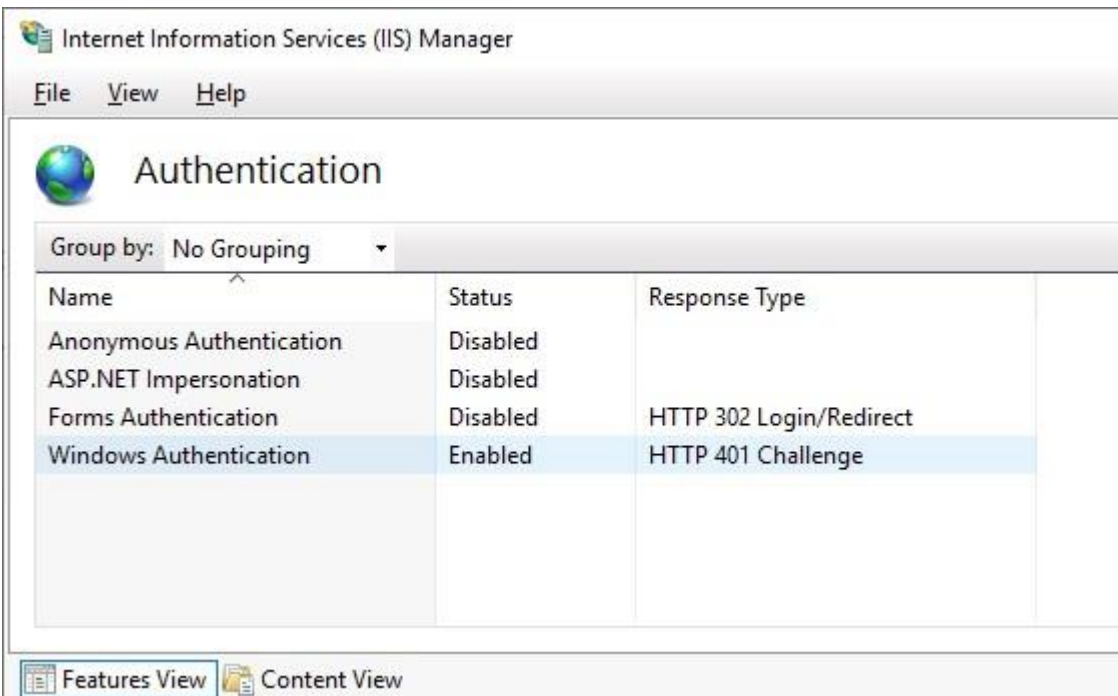 Internet Information Services (IIS) Manager
File View Help
Authentication
Group by: No Grouping
Name Status Response Type
Anonymous Authentication Disabled
ASP.NET Impersonation Disabled
Forms Authentication Disabled HTTP 302 Login/Redirect
Windows Authentication Enabled HTTP 401 Challenge
Features View Content View